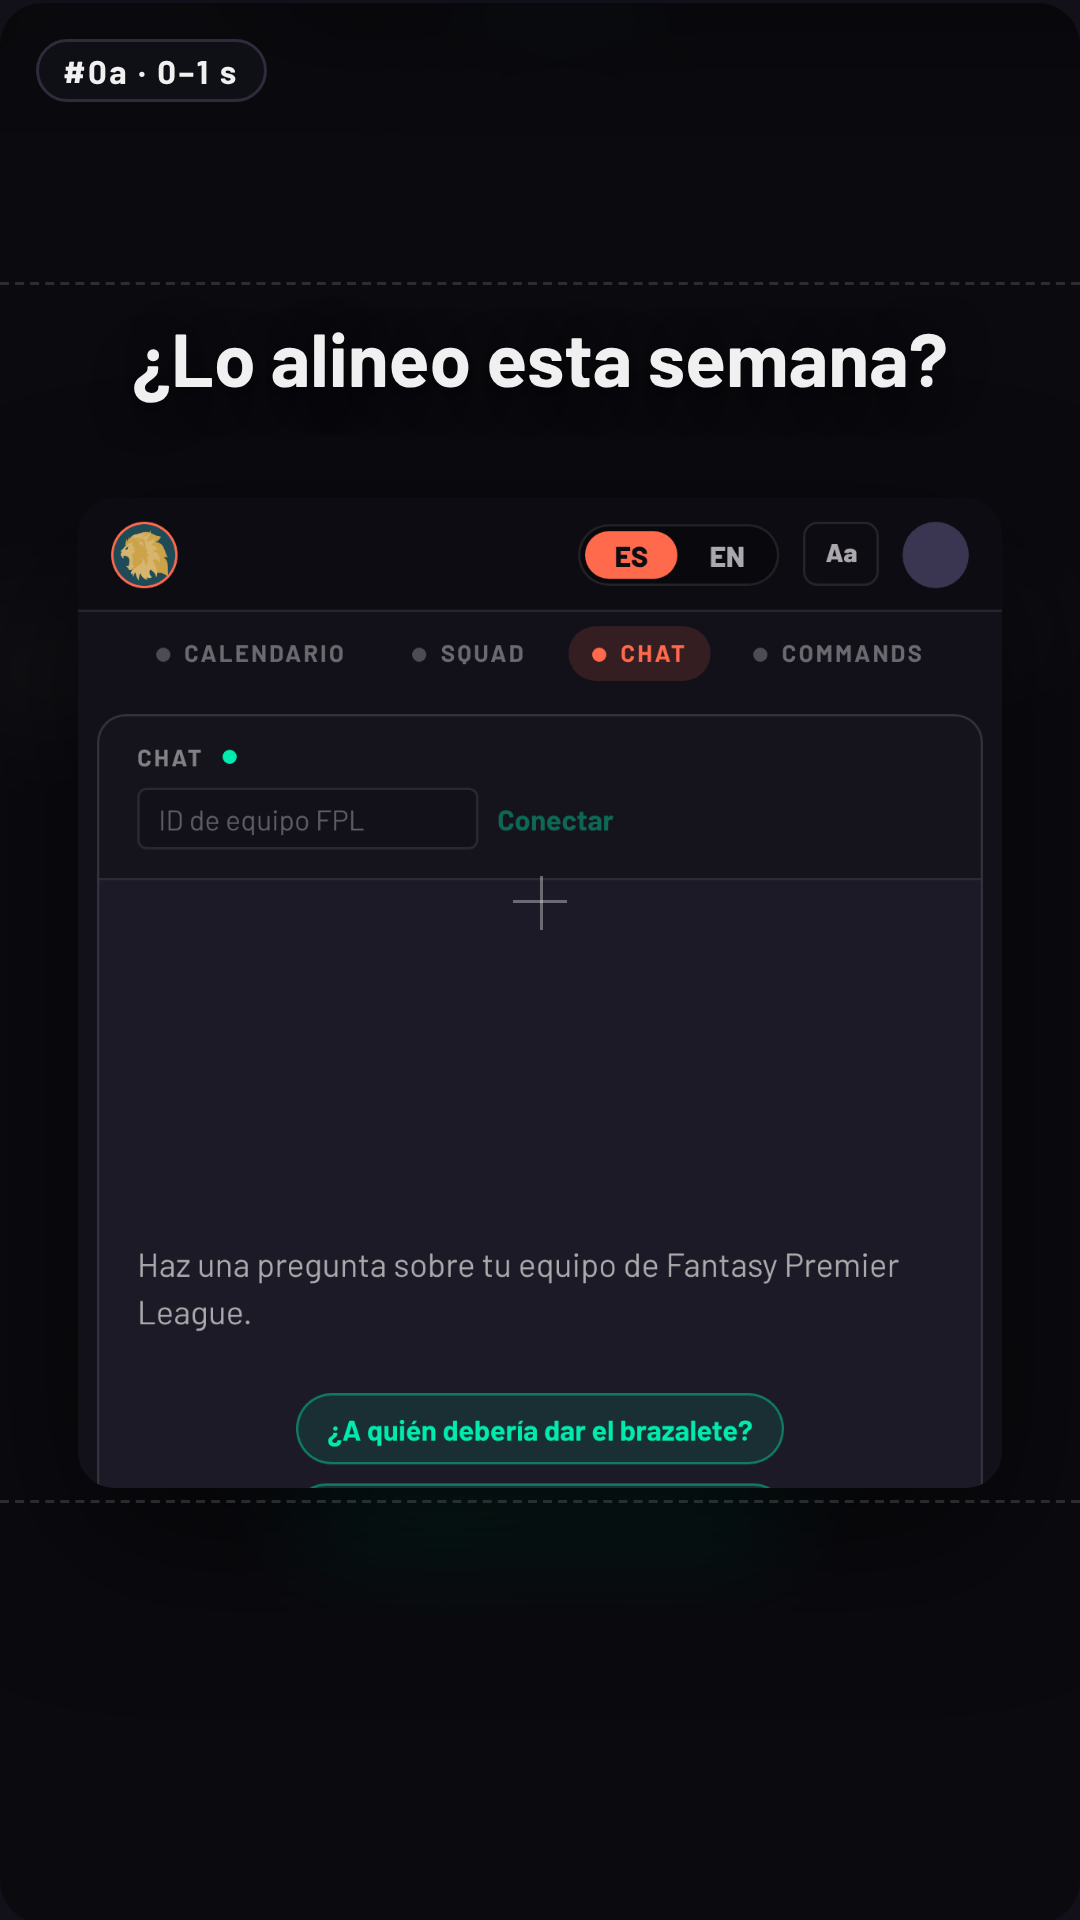 #0a · 0–1 s
¿Lo alineo esta semana?
ES EN Aa
CALENDARIO SQUAD CHAT COMMANDS
CHAT
ID de equipo FPL Conectar
Haz una pregunta sobre tu equipo de Fantasy Premier
League.
¿A quién debería dar el brazalete?